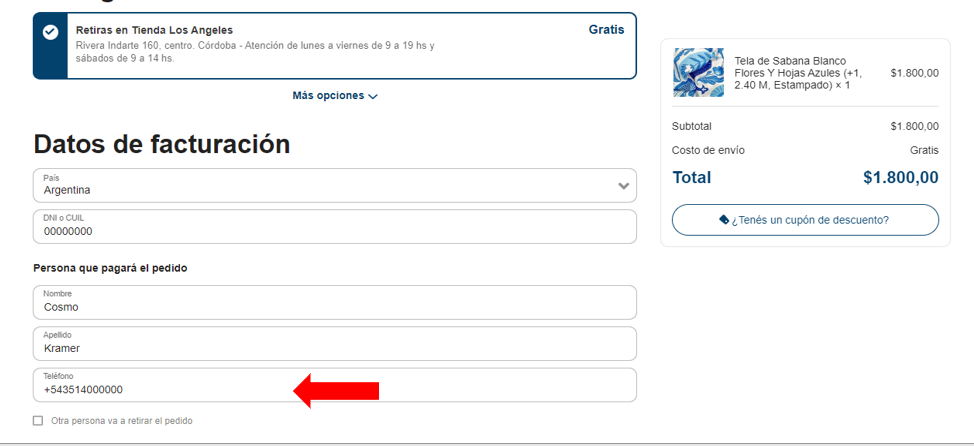 Retiras en Tienda Los Angeles
Gratis
Rivera Indarte 160, centro. Córdoba - Atención de lunes a viernes de 9 a 19 hs y
sábados de 9 a 14 hs.
Más opciones
Datos de facturación
País
Argentina
DNI o CUIL
00000000
Persona que pagará el pedido
Nombre
Cosmo
Apellido
Kramer
Teléfono
+543514000000
Otra persona va a retirar el pedido
Tela de Sabana Blanco
Flores Y Hojas Azules (+1,
2.40 M, Estampado) × 1
$1.800,00
Subtotal
$1.800,00
Costo de envío
Gratis
Total
$1.800,00
¿Tenés un cupón de descuento?